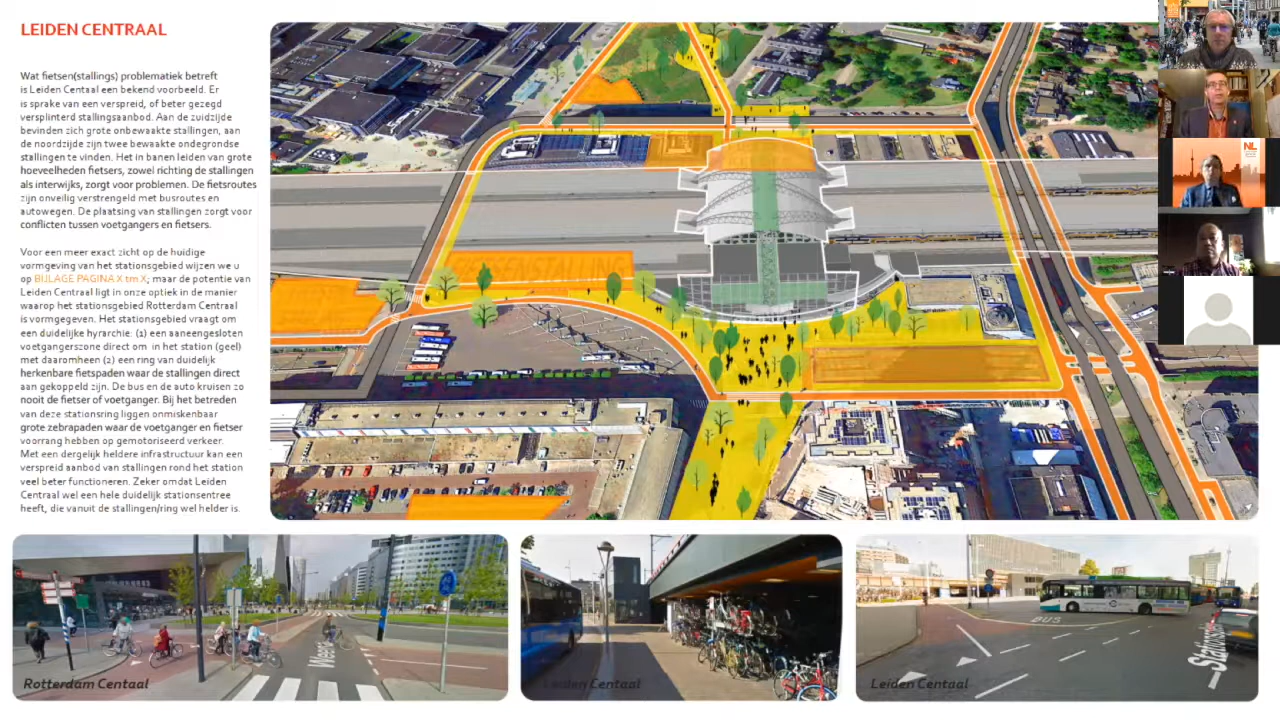 LEIDEN CENTRAAL
Wat fietsen(stallings) problematiek betreft
is Leiden Centaal een bekend voorbeeld. Er
is sprake van een verspreid, of beter gezegd
versplinterd stallingsaanbod. Aan de zuidzijde
bevinden zich grote onbewaakte stallingen, aan
de noordzijde zijn twee bewaakte ondegrondse
stallingen te vinden. Het in banen leiden van grote
hoeveelheden fietsers, zowel richting de stallingen
als interwijks, zorgt voor problemen. De fietsroutes
zijn onveilig verstrengeld met busroutes en
autowegen. De plaatsing van stallingen zorgt voor
conflicten tussen voetgangers en fietsers.
Voor een meer exact zicht op de huidige
vormgeving van het stationsgebied wijzen we u
op BIJLAGE PAGINA X tm X; maar de potentie van
Leiden Centraal ligt in onze optiek in de manier
waarop het stationsgebied Rotterdam Centraal
is vormgegeven. Het stationsgebied vraagt om
een duidelijke hyrarchie: (1) een aaneengesloten
voetgangerszone direct om in het station (geel)
met daaromheen (2) een ring van duidelijk
herkenbare fietspaden waar de stallingen direct
aan gekoppeld zijn. De bus en de auto kruisen zo
nooit de fietser of voetganger. Bij het betreden
van deze stationsring liggen onmiskenbaar
grote zebrapaden waar de voetganger en fietser
voorrang hebben op gemotoriseerd verkeer.
Met een dergelijk heldere infrastructuur kan een
verspreid aanbod van stallingen rond het station
veel beter functioneren. Zeker omdat Leiden
Centraal wel een hele duidelijk stationsentree
heeft, die vanuit de stallingen/ring wel helder is.
NL
Rotterdam Centaal
Leiden Centaal
BUS
Leiden Centaal